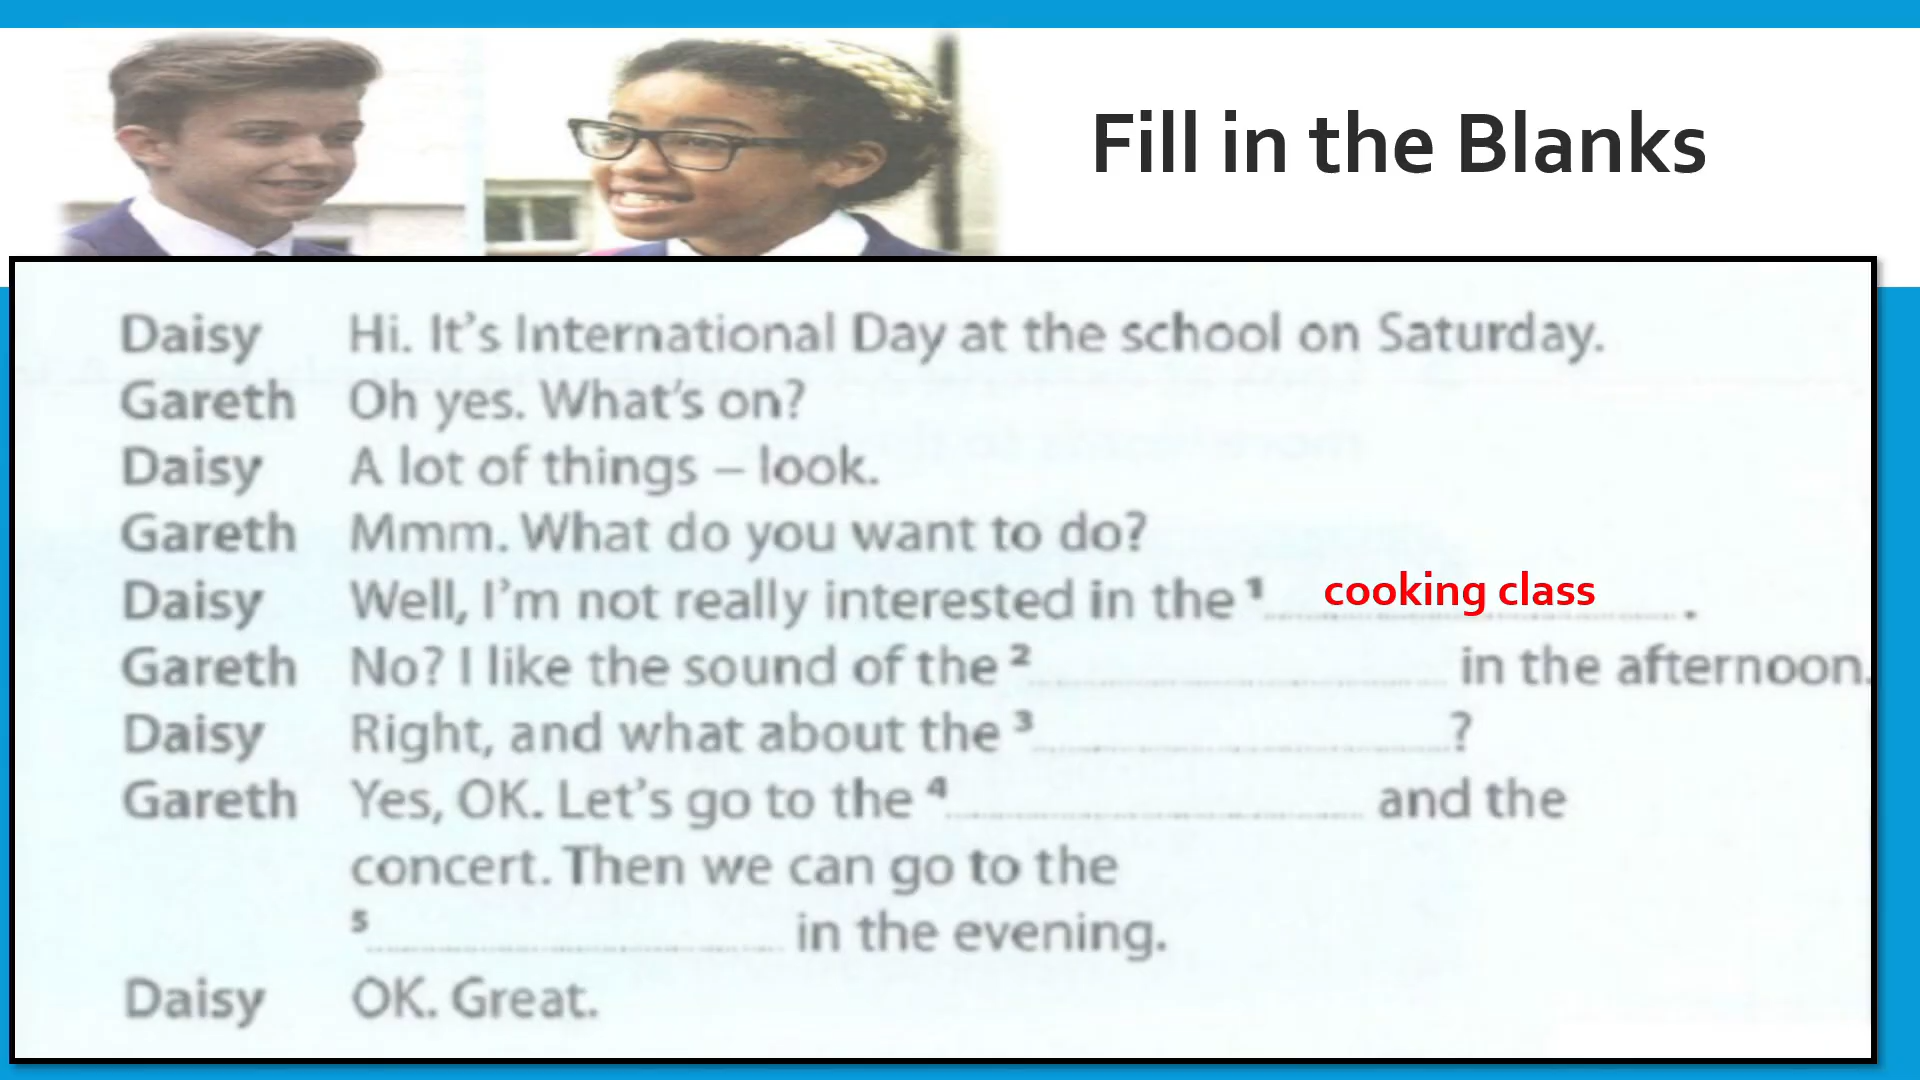 Fill in the Blanks
Daisy Hi. It's International Day at the school on Saturday.
Gareth Oh yes. What's on?
Daisy A lot of things – look.
Gareth Mmm. What do you want to do?
Daisy Well, I'm not really interested in the ¹ cooking class .
Gareth No? I like the sound of the ² in the afternoon.
Daisy Right, and what about the ³ ?
Gareth Yes, OK. Let's go to the ⁴ and the
concert. Then we can go to the
⁵ in the evening.
Daisy OK. Great.